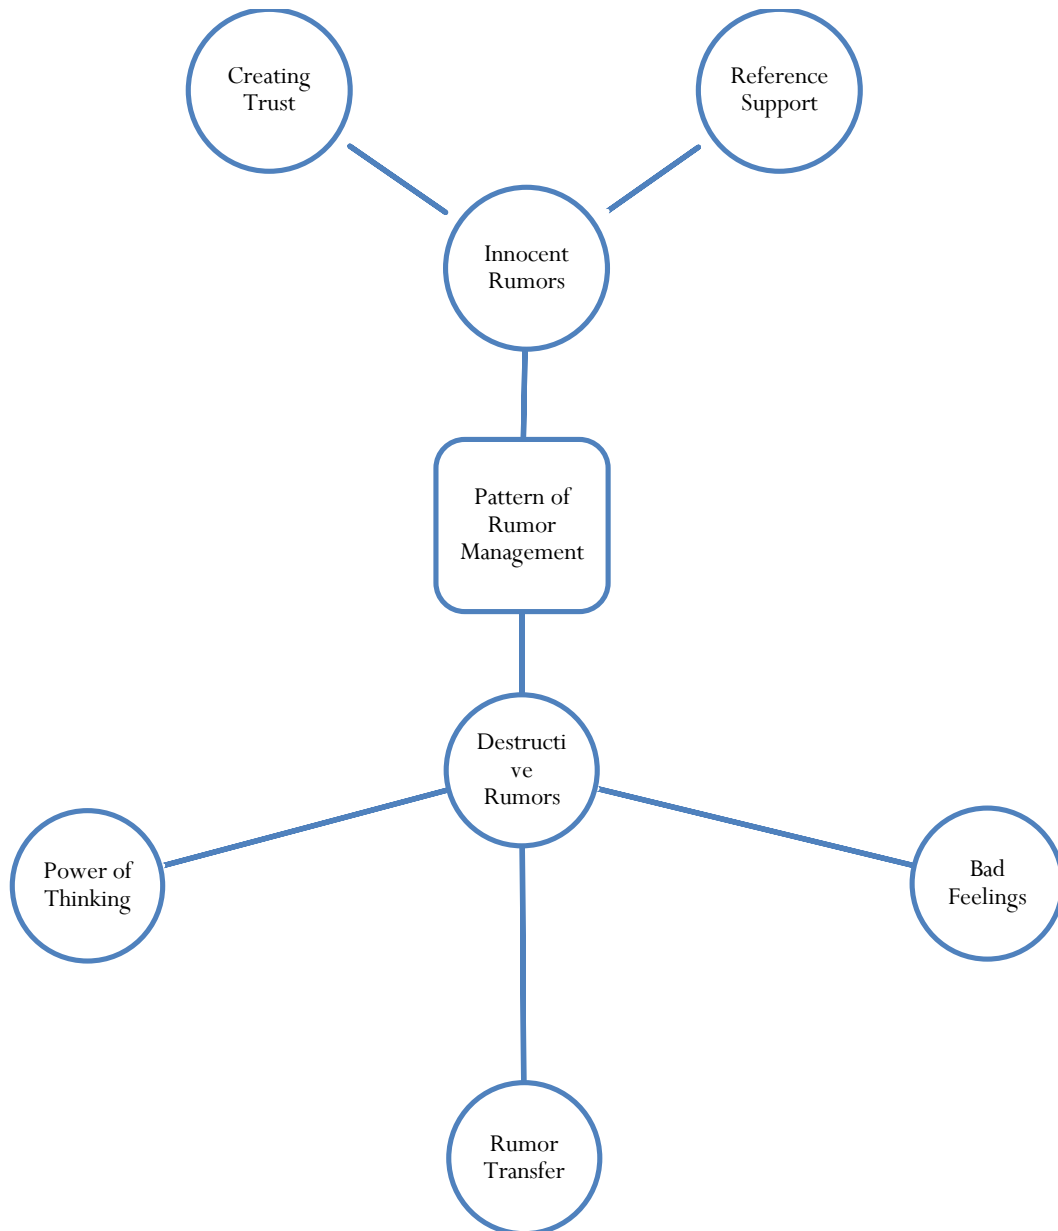 Creating
Trust
Reference
Support
Innocent
Rumors
Pattern of
Rumor
Management
Destructi
ve
Rumors
Power of
Thinking
Bad
Feelings
Rumor
Transfer